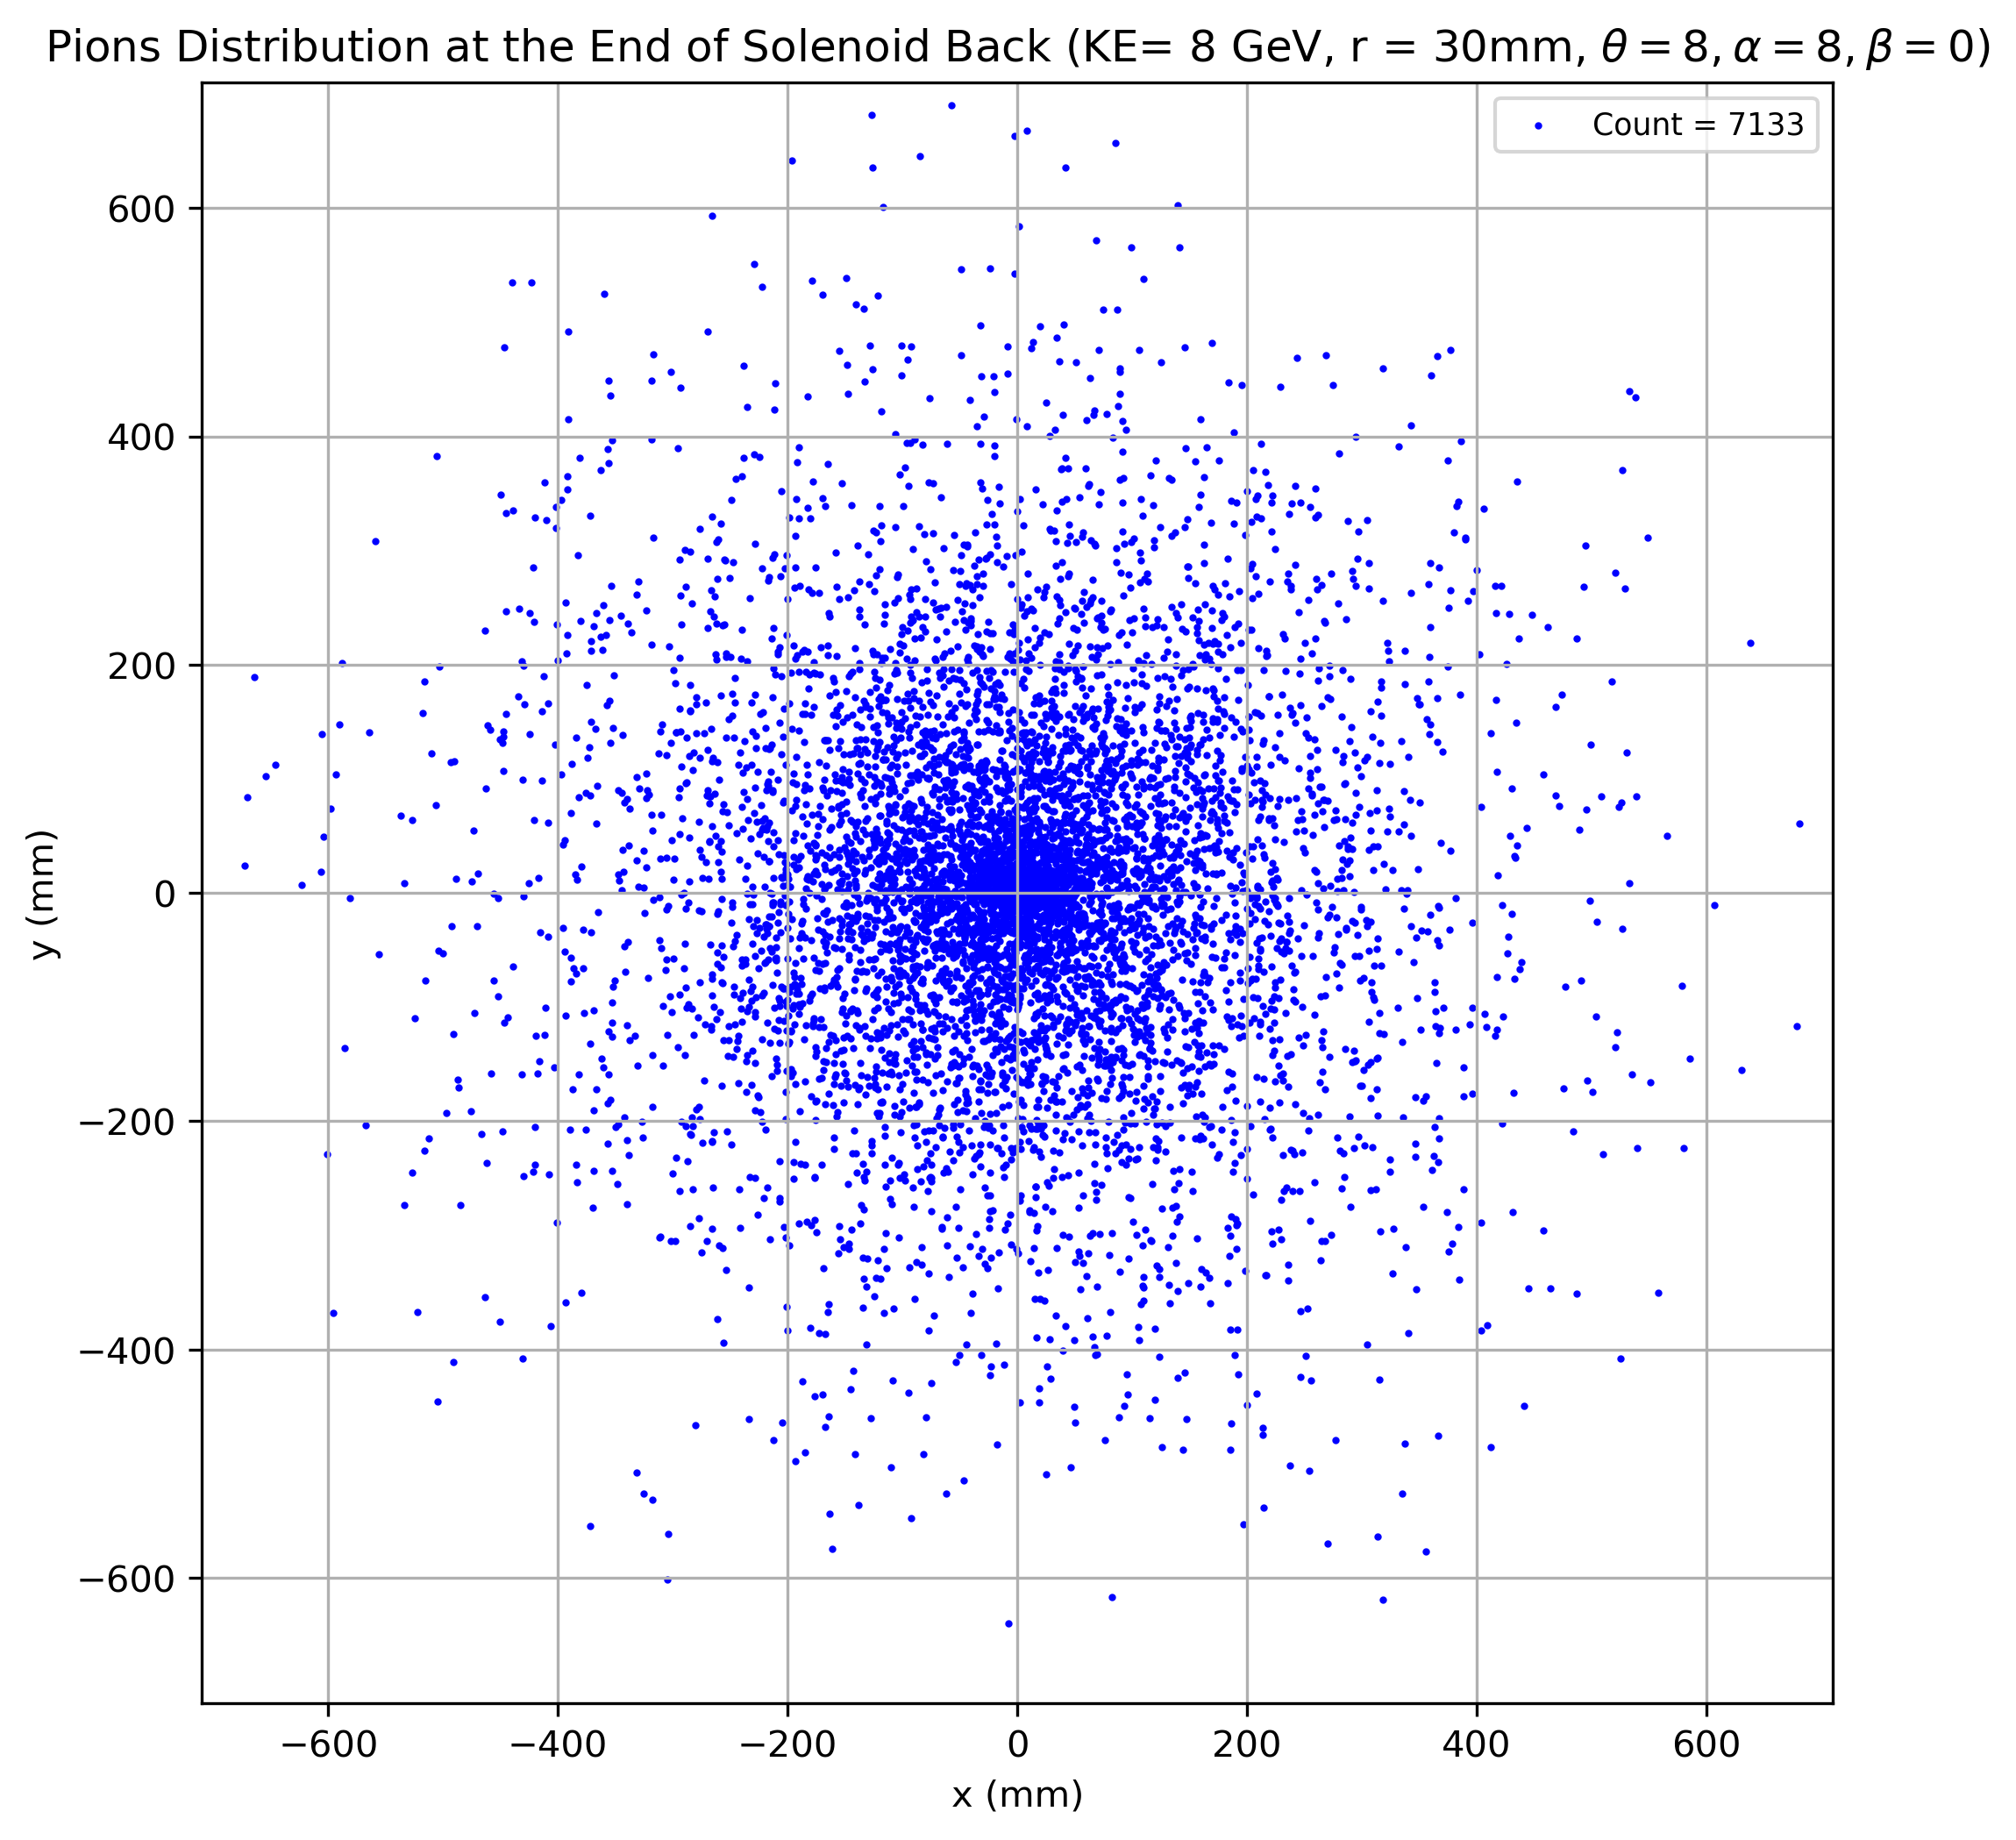 Pions Distribution at the End of Solenoid Back (KE= 8 GeV, r = 30mm, θ = 8, α = 8, β = 0)
Count = 7133
600
400
200
0
−200
−400
−600
y (mm)
−600 −400 −200 0 200 400 600
x (mm)